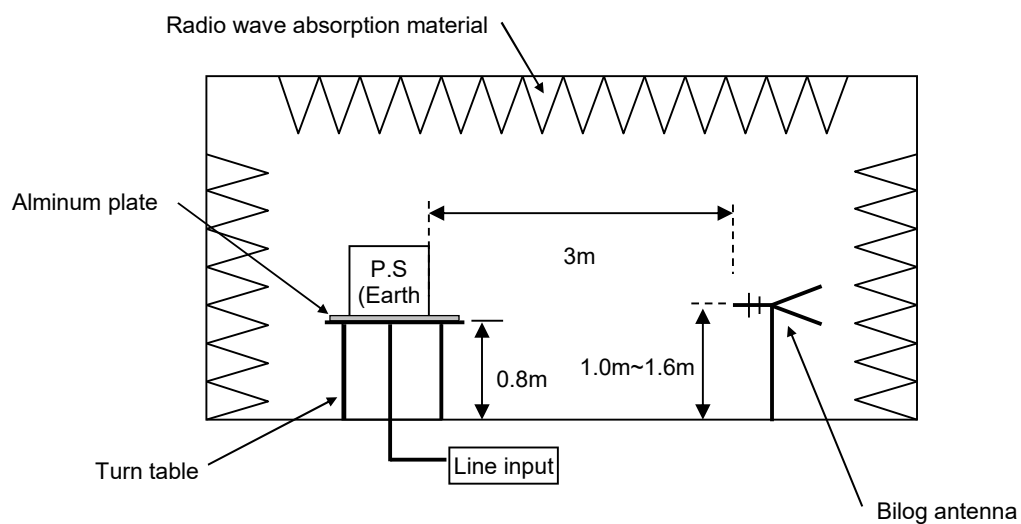 Radio wave absorption material
Alminum plate
P.S
(Earth
3m
0.8m
1.0m~1.6m
Turn table
Line input
Bilog antenna